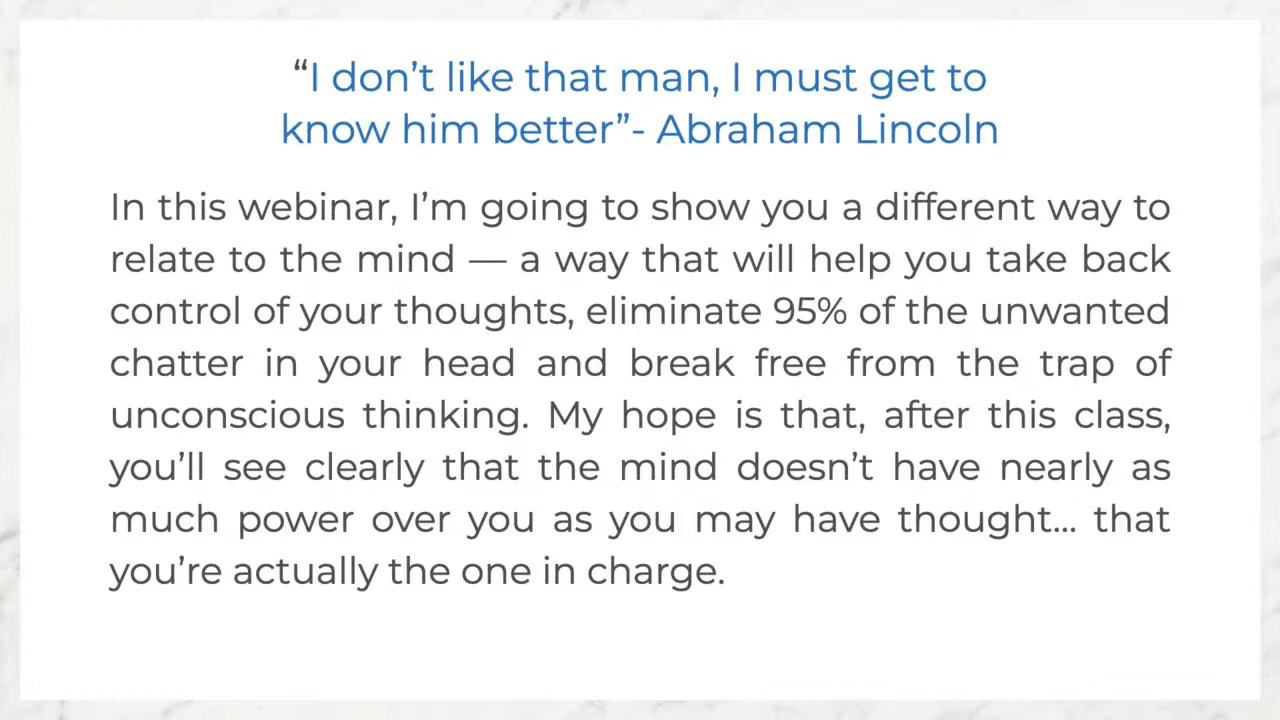 “I don’t like that man, I must get to
know him better”- Abraham Lincoln
In this webinar, I’m going to show you a different way to
relate to the mind — a way that will help you take back
control of your thoughts, eliminate 95% of the unwanted
chatter in your head and break free from the trap of
unconscious thinking. My hope is that, after this class,
you’ll see clearly that the mind doesn’t have nearly as
much power over you as you may have thought... that
you’re actually the one in charge.